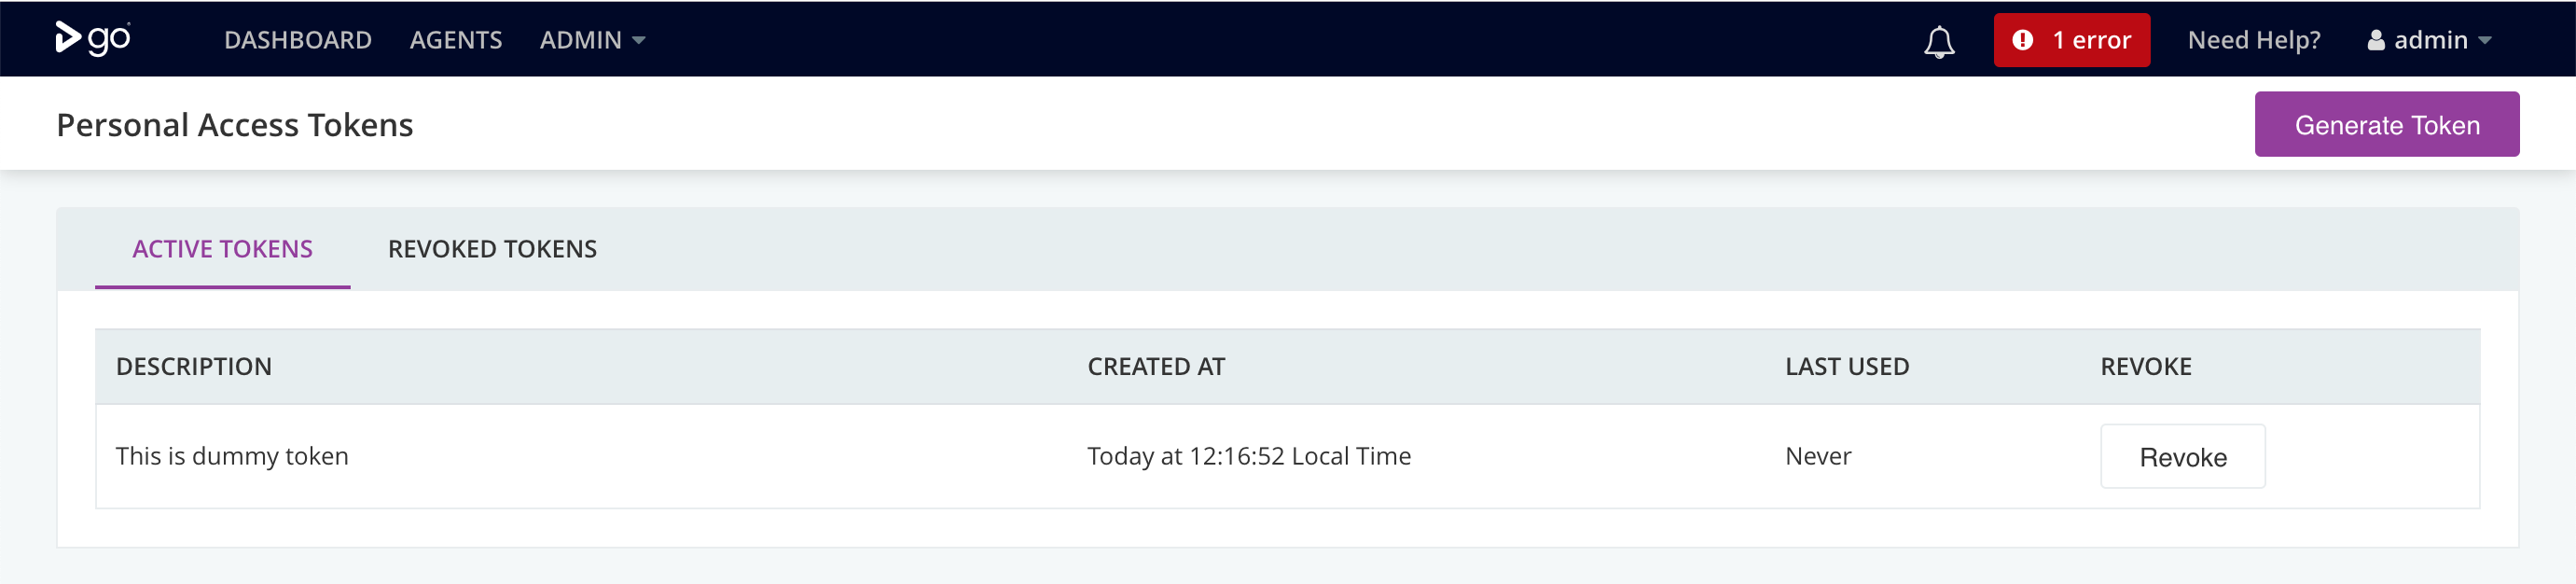 go DASHBOARD AGENTS ADMIN 1 error Need Help? admin
Personal Access Tokens Generate Token
ACTIVE TOKENS REVOKED TOKENS
DESCRIPTION CREATED AT LAST USED REVOKE
This is dummy token Today at 12:16:52 Local Time Never Revoke